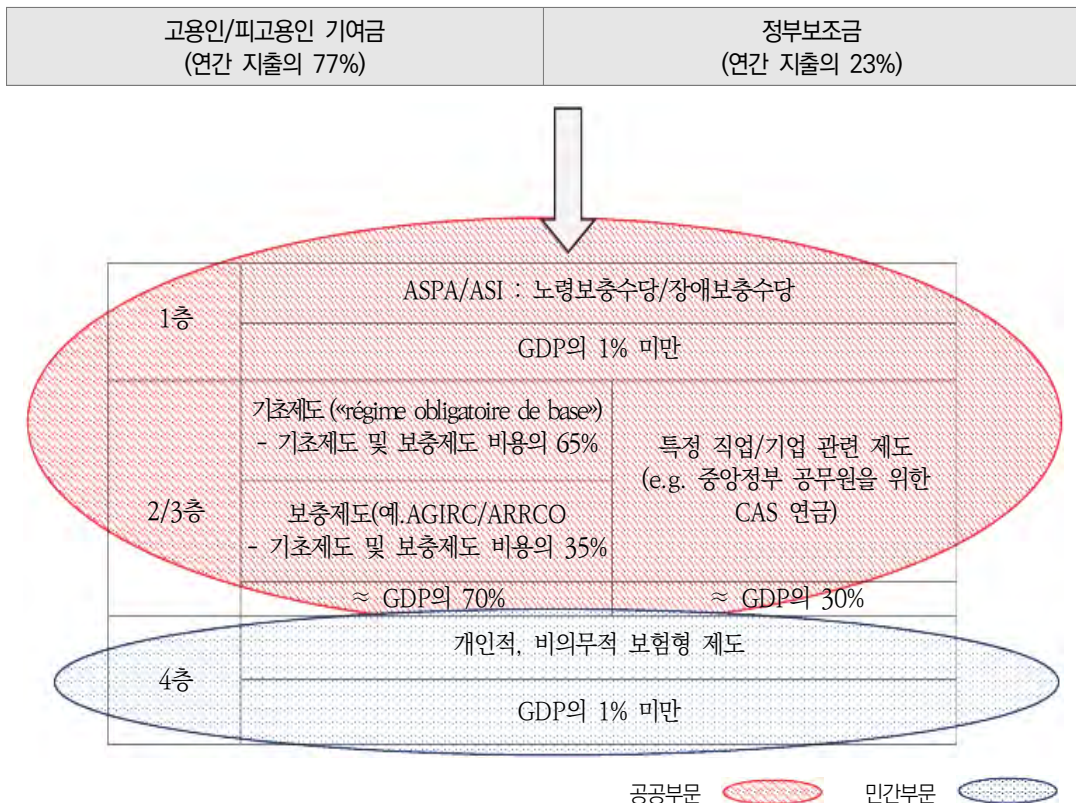 고용인/피고용인 기여금
(연간 지출의 77%)
정부보조금
(연간 지출의 23%)
1층
ASPA/ASI : 노령보충수당/장애보충수당
GDP의 1% 미만
2/3층
기초제도 («régime obligatoire de base»)
- 기초제도 및 보충제도 비용의 65%
보충제도(예.AGIRC/ARRCO
- 기초제도 및 보충제도 비용의 35%
특정 직업/기업 관련 제도
(e.g. 중앙정부 공무원을 위한
CAS 연금)
≈ GDP의 70%
≈ GDP의 30%
4층
개인적, 비의무적 보험형 제도
GDP의 1% 미만
공공부문
민간부문